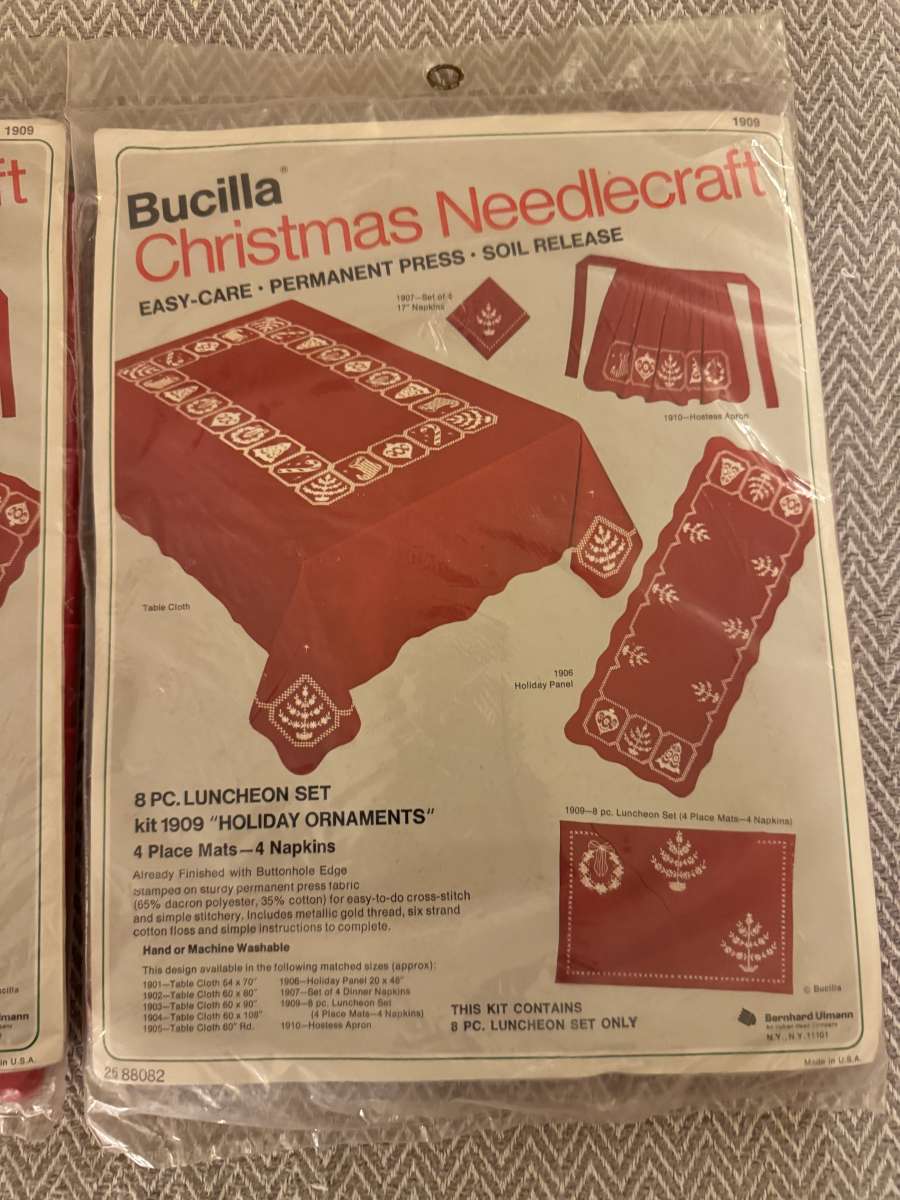 1909
ft
1909
Bucilla®
Christmas Needlecraft
EASY-CARE • PERMANENT PRESS • SOIL RELEASE
1907—Set of 4
17" Napkins
1910—Hostess Apron
Table Cloth
1906
Holiday Panel
8 PC. LUNCHEON SET
kit 1909 "HOLIDAY ORNAMENTS"
4 Place Mats—4 Napkins
Already Finished with Buttonhole Edge
Stamped on sturdy permanent press fabric
(65% dacron polyester, 35% cotton) for easy-to-do cross-stitch
and simple stitchery. Includes metallic gold thread, six strand
cotton floss and simple instructions to complete.
Hand or Machine Washable
This design available in the following matched sizes (approx):
1901—Table Cloth 54 x 70"
1902—Table Cloth 60 x 80"
1903—Table Cloth 60 x 90"
1904—Table Cloth 60 x 108"
1905—Table Cloth 60" Rd.
1906—Holiday Panel 20 x 48"
1907—Set of 4 Dinner Napkins
1909—8 pc. Luncheon Set
(4 Place Mats—4 Napkins)
1910—Hostess Apron
1909—8 pc. Luncheon Set (4 Place Mats—4 Napkins)
© Bucilla
THIS KIT CONTAINS
8 PC. LUNCHEON SET ONLY
Bernhard Ulmann
N.Y., N.Y. 11101
Made in U.S.A.
26 88082
cilla
lmann
in U.S.A.